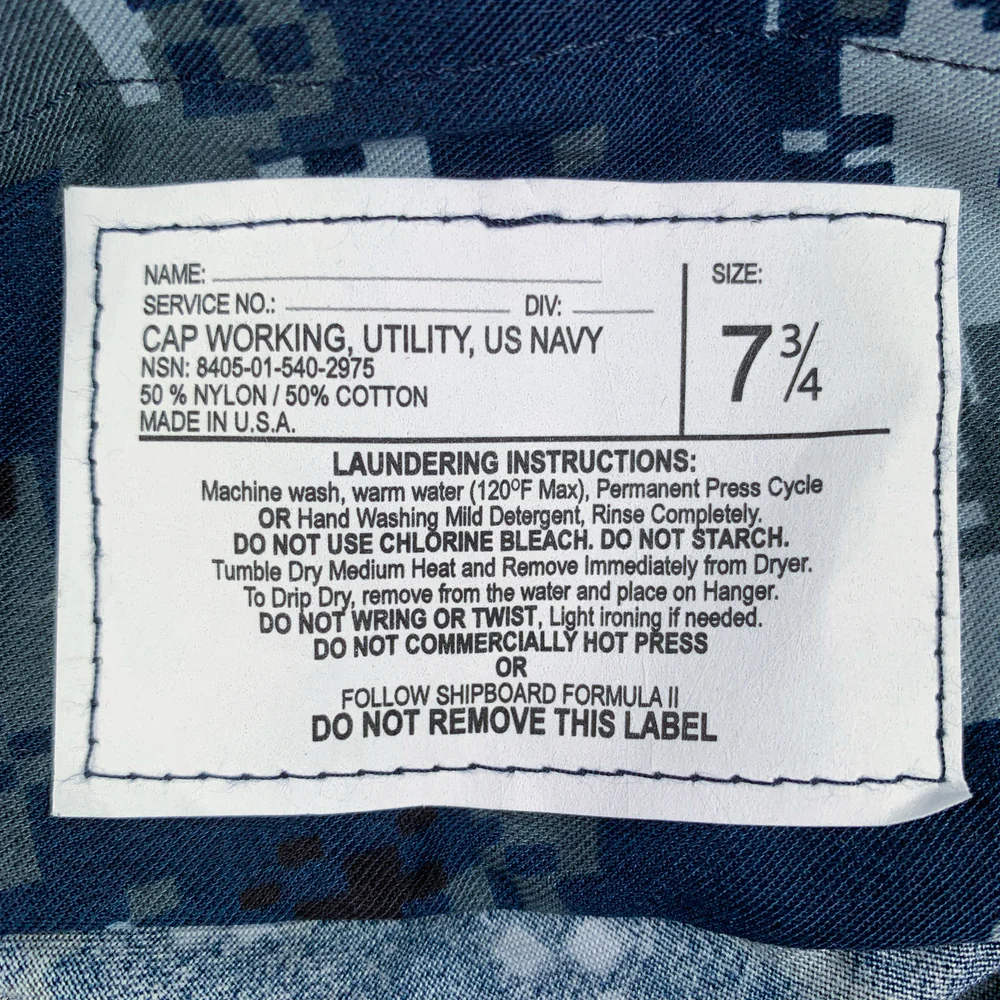 NAME:
SERVICE NO.: DIV:
CAP WORKING, UTILITY, US NAVY
NSN: 8405-01-540-2975
50 % NYLON / 50% COTTON
MADE IN U.S.A.
SIZE:
7 3/4
LAUNDERING INSTRUCTIONS:
Machine wash, warm water (120ºF Max), Permanent Press Cycle
OR Hand Washing Mild Detergent, Rinse Completely.
DO NOT USE CHLORINE BLEACH. DO NOT STARCH.
Tumble Dry Medium Heat and Remove Immediately from Dryer.
To Drip Dry, remove from the water and place on Hanger.
DO NOT WRING OR TWIST, Light ironing if needed.
DO NOT COMMERCIALLY HOT PRESS
OR
FOLLOW SHIPBOARD FORMULA II
DO NOT REMOVE THIS LABEL